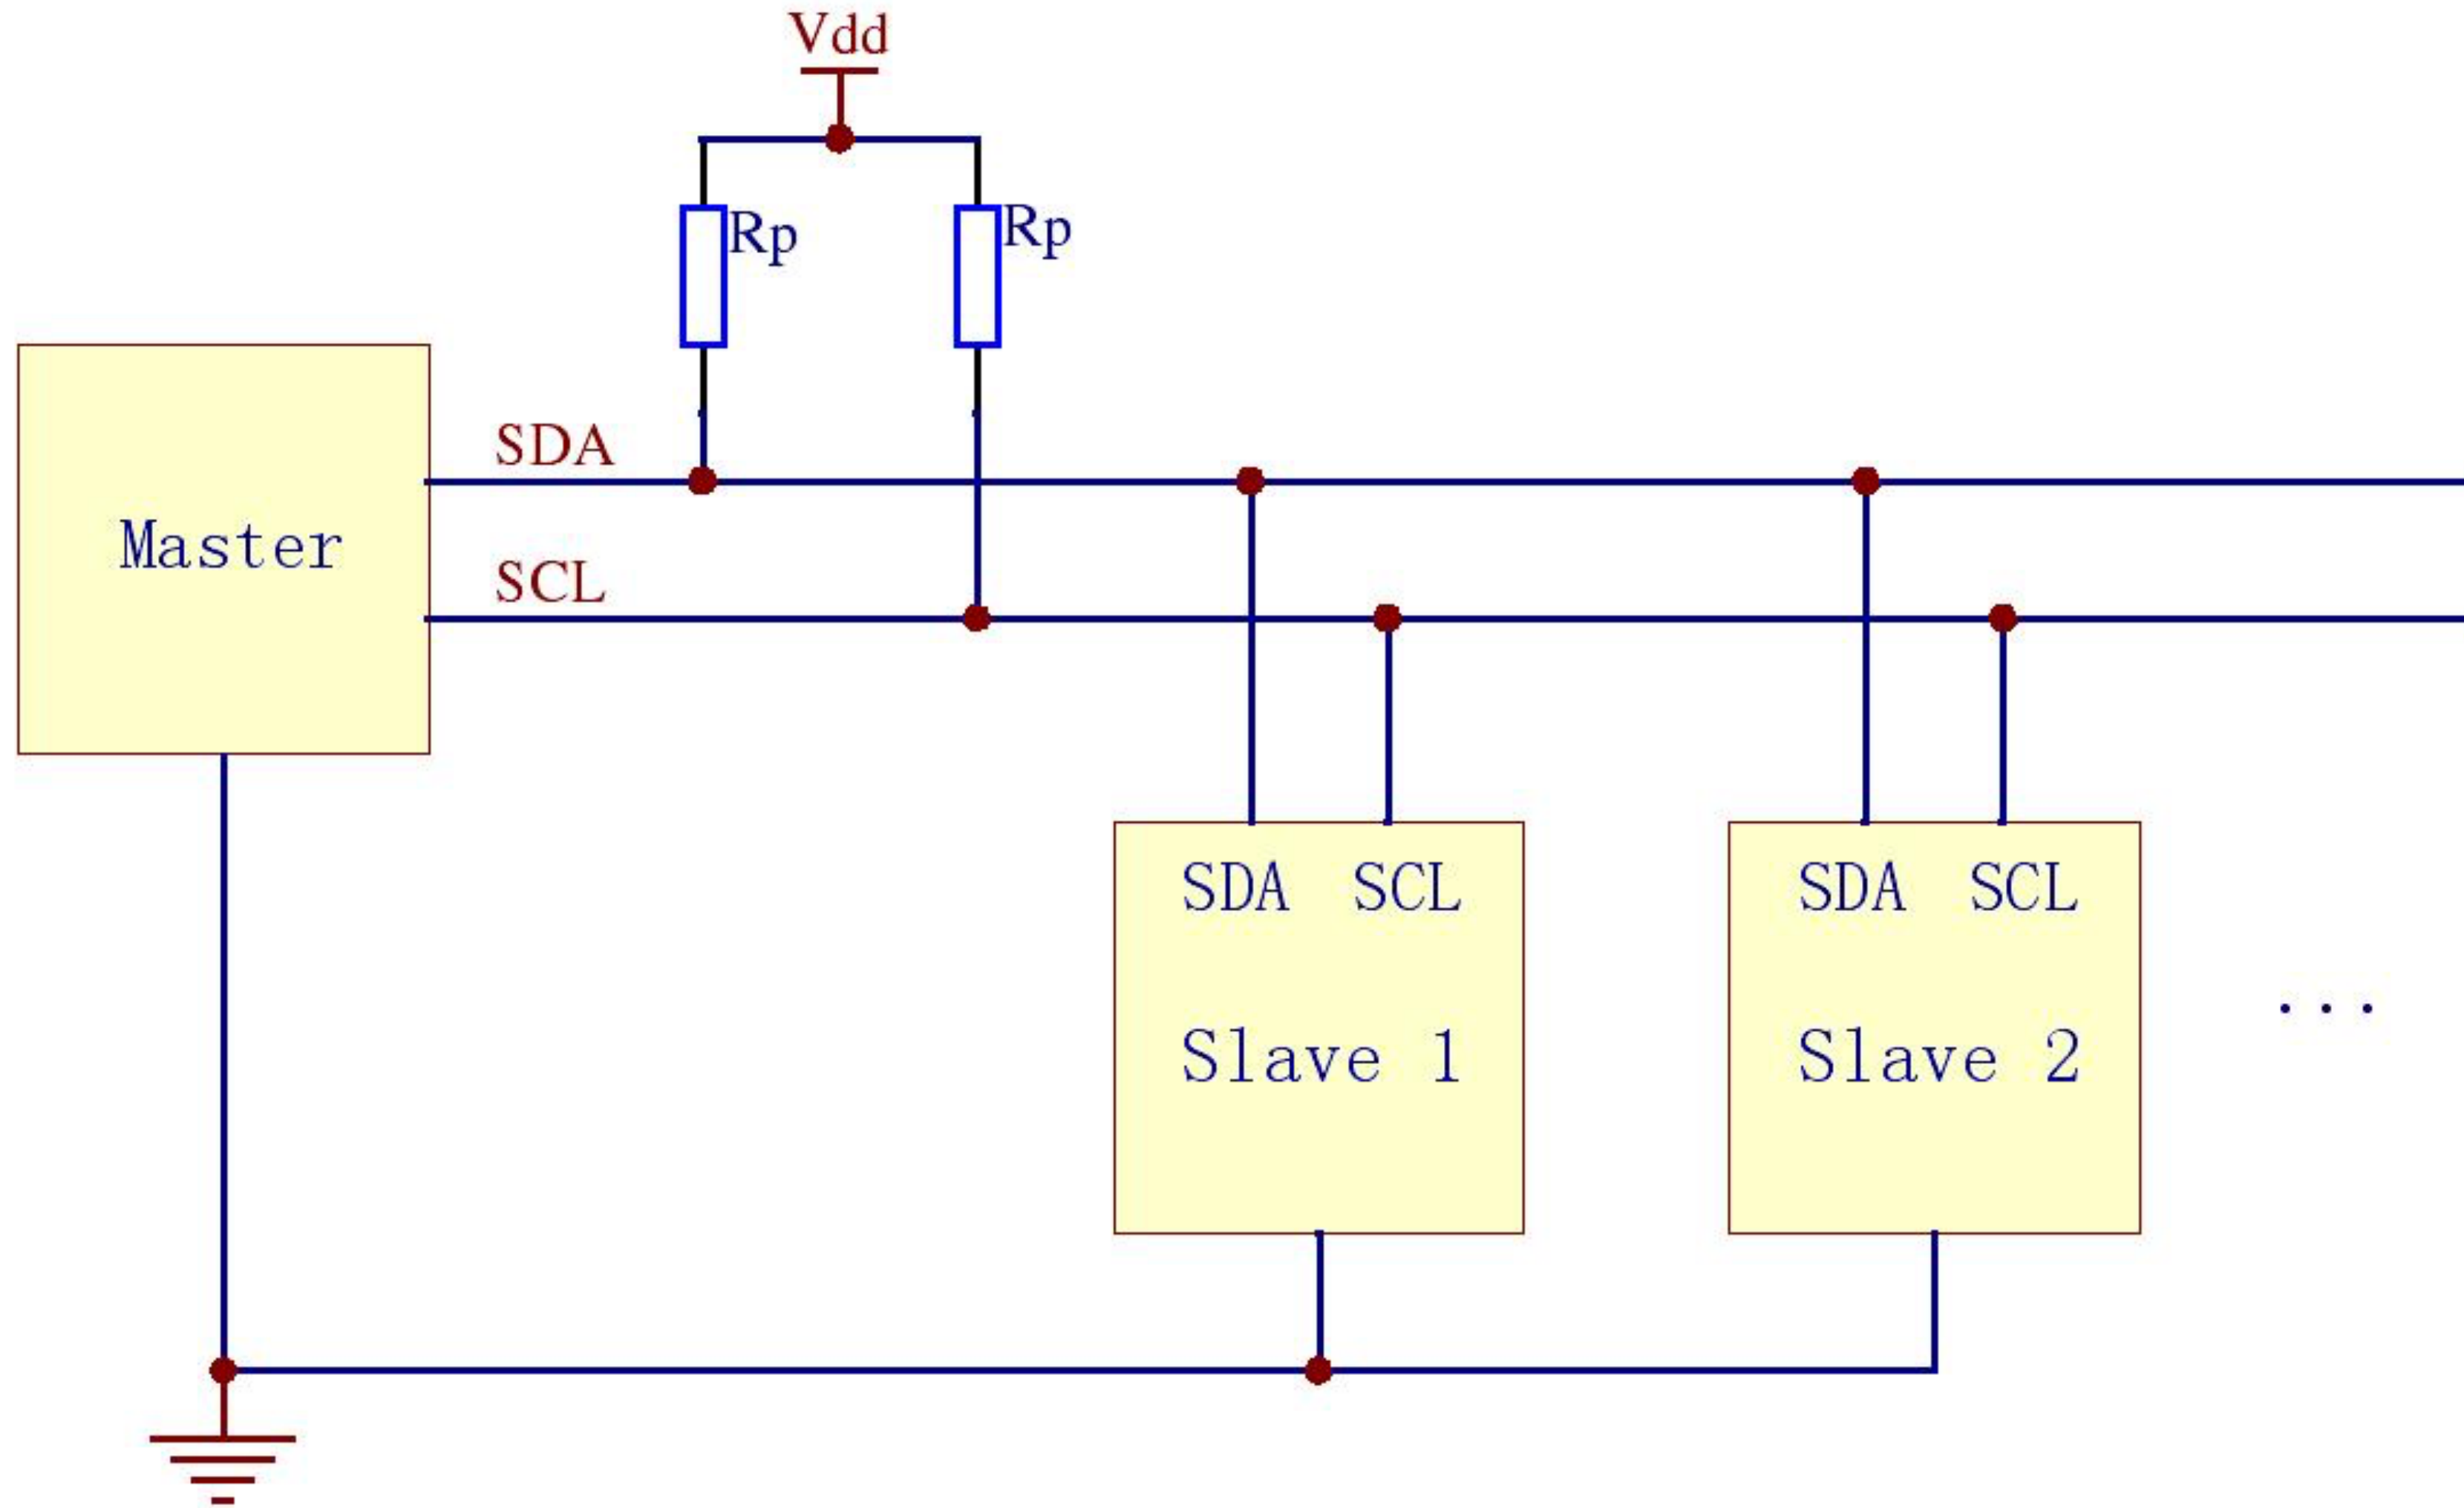 Vdd
Rp
Rp
SDA
Master
SCL
SDA SCL
SDA SCL
Slave 1
Slave 2
...